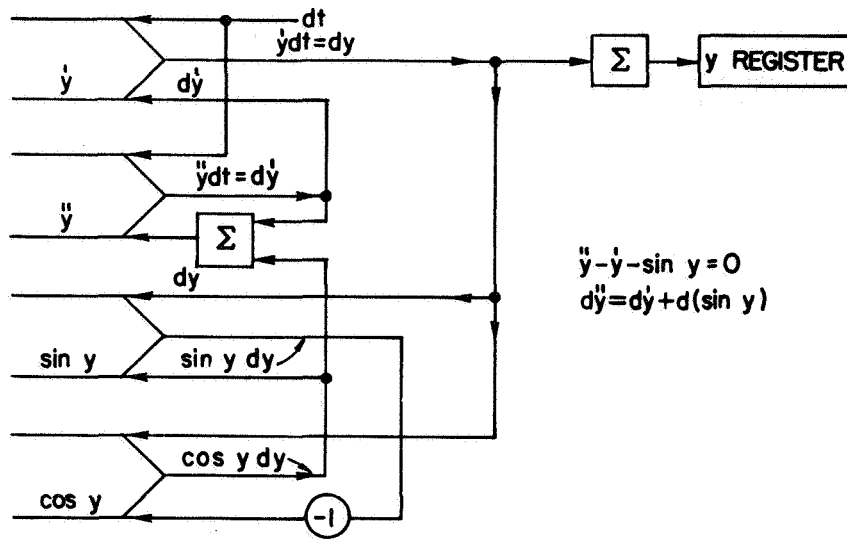 dt
ẏdt=dy
Σ
y REGISTER
ẏ
dẏ
ÿdt=dẏ
ÿ
Σ
dy
ÿ-ẏ-sin y=0
dÿ=dẏ+d(sin y)
sin y
sin y dy
cos y dy
cos y
-1